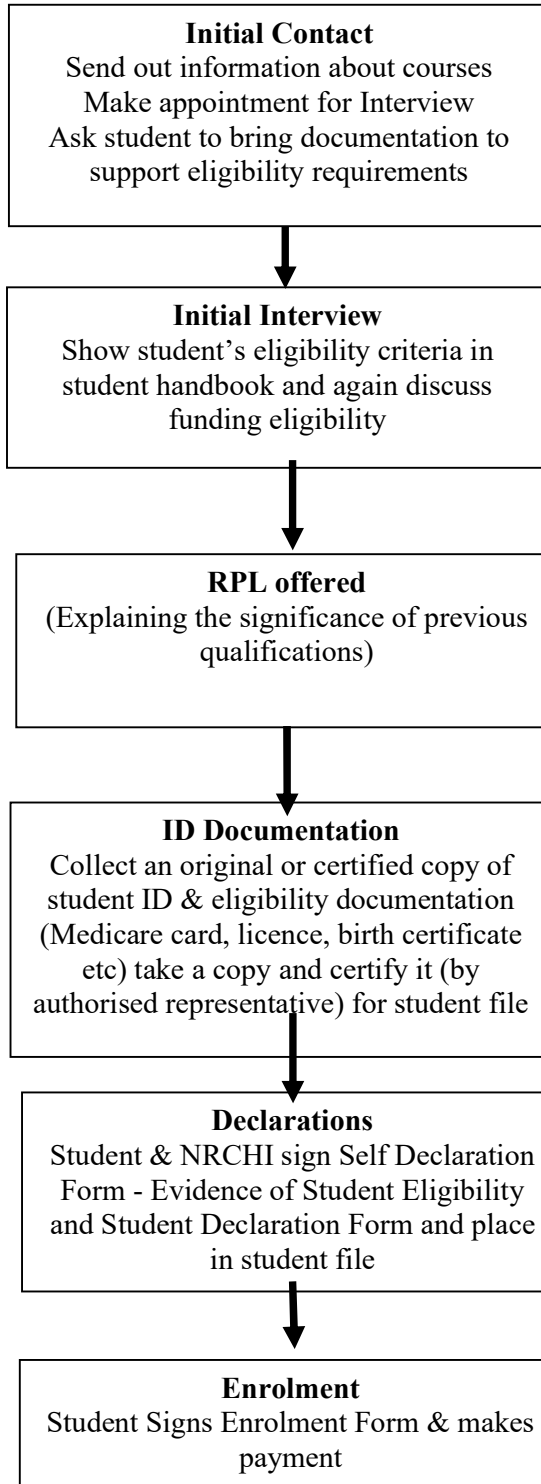 Initial Contact
Send out information about courses
Make appointment for Interview
Ask student to bring documentation to
support eligibility requirements
Initial Interview
Show student’s eligibility criteria in
student handbook and again discuss
funding eligibility
RPL offered
(Explaining the significance of previous
qualifications)
ID Documentation
Collect an original or certified copy of
student ID & eligibility documentation
(Medicare card, licence, birth certificate
etc) take a copy and certify it (by
authorised representative) for student file
Declarations
Student & NRCHI sign Self Declaration
Form - Evidence of Student Eligibility
and Student Declaration Form and place
in student file
Enrolment
Student Signs Enrolment Form & makes
payment